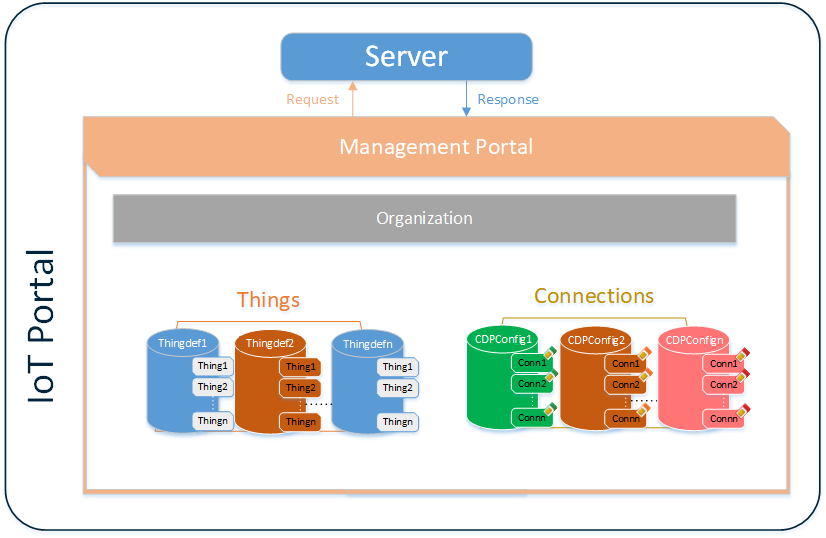 Server
Request
Response
Management Portal
Organization
IoT Portal
Things
Thingdef1
Thing1
Thing2
Thingn
Thingdef2
Thing1
Thing2
Thingn
Thingdefn
Thing1
Thing2
Thingn
Connections
CDPConfig1
Conn1
Conn2
Connn
CDPConfig2
Conn1
Conn2
Connn
CDPConfign
Conn1
Conn2
Connn